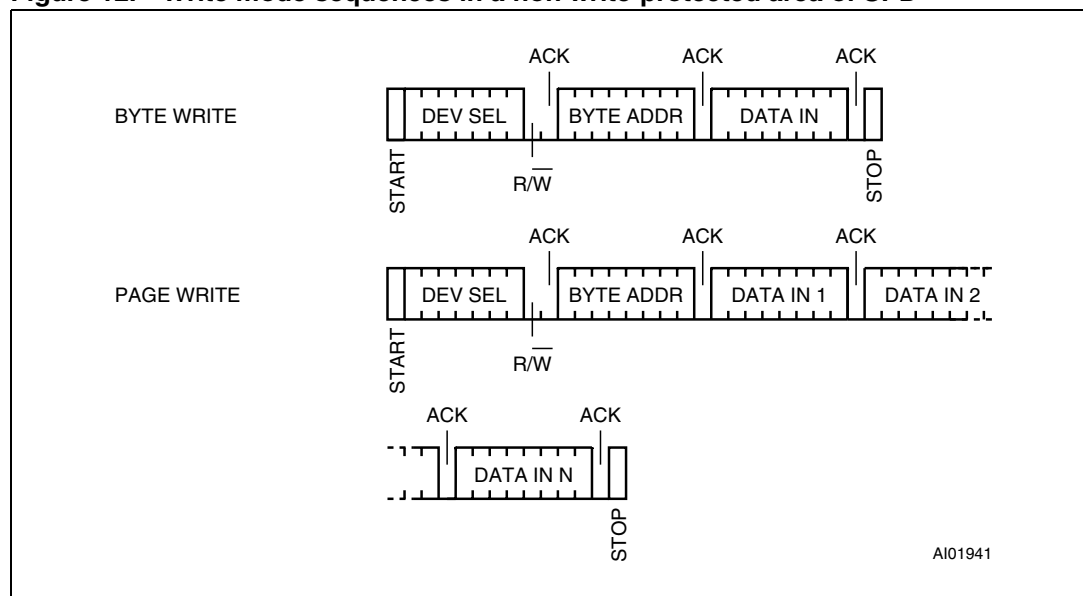 Figure 12. Write mode sequences in a non write-protected area of SPD
ACK ACK ACK
BYTE WRITE DEV SEL BYTE ADDR DATA IN
START R/W̅ STOP
ACK ACK ACK
PAGE WRITE DEV SEL BYTE ADDR DATA IN 1 DATA IN 2
START R/W̅
ACK ACK
DATA IN N
STOP
AI01941